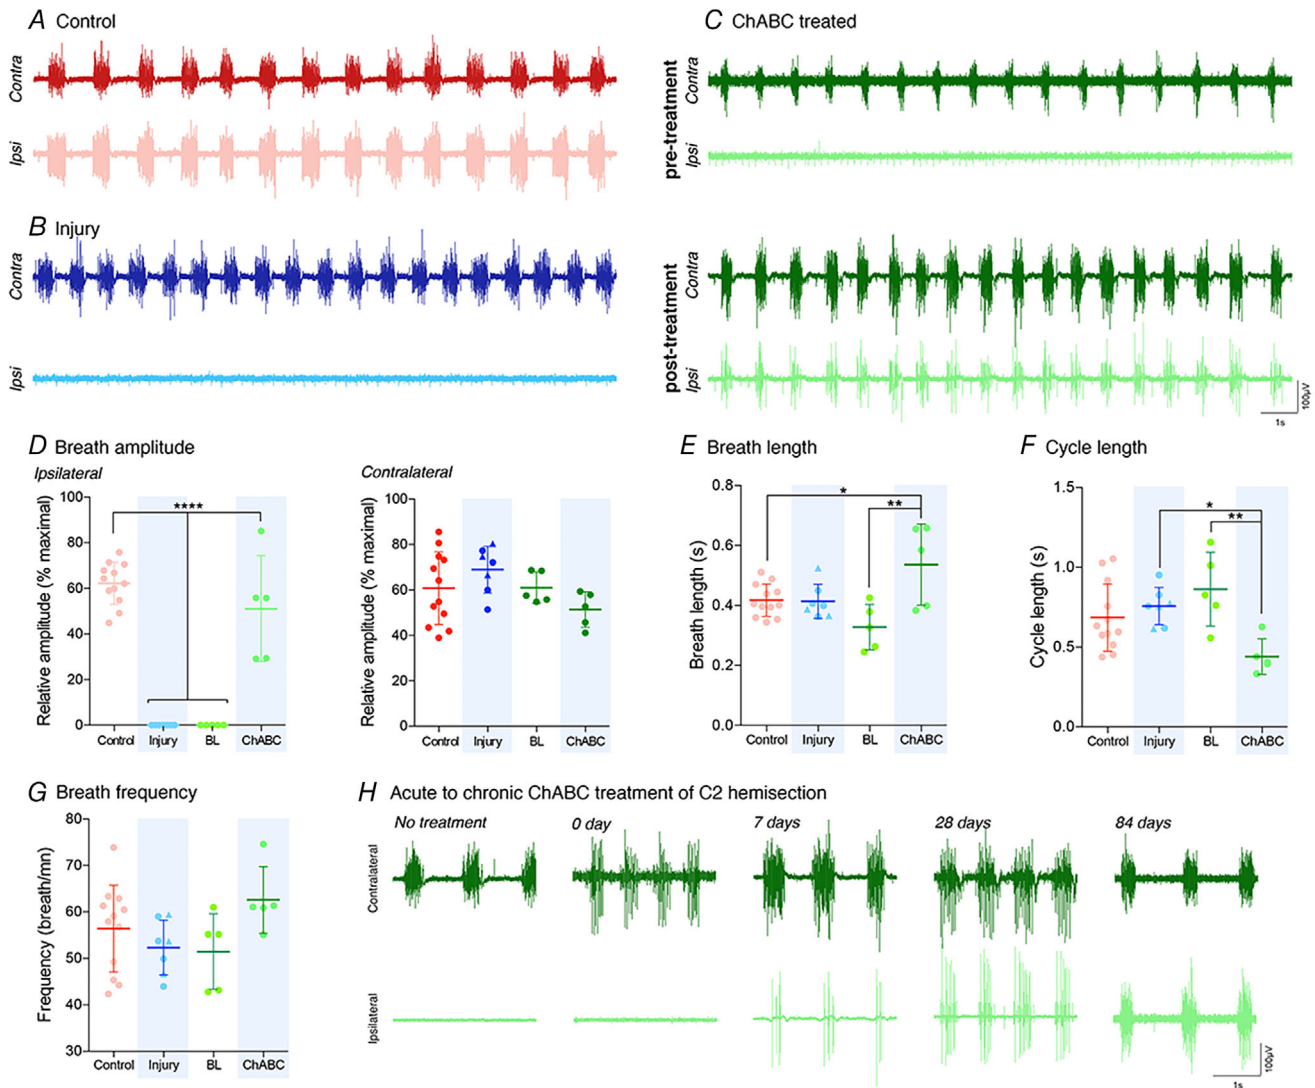 A Control
Contra
Ipsi
B Injury
Contra
Ipsi
C ChABC treated
pre-treatment
Contra
Ipsi
post-treatment
Contra
Ipsi
100µV
1s
D Breath amplitude
Ipsilateral
Relative amplitude (% maximal)
100
80
60
40
20
0
****
Control Injury BL ChABC
Contralateral
Relative amplitude (% maximal)
100
80
60
40
20
0
Control Injury BL ChABC
E Breath length
Breath length (s)
0.8
0.6
0.4
0.2
0.0
*
**
Control Injury BL ChABC
F Cycle length
Cycle length (s)
1.5
1.0
0.5
0.0
*
**
Control Injury BL ChABC
G Breath frequency
Frequency (breath/mn)
80
70
60
50
40
30
Control Injury BL ChABC
H Acute to chronic ChABC treatment of C2 hemisection
No treatment 0 day 7 days 28 days 84 days
Contralateral
Ipsilateral
100µV
1s